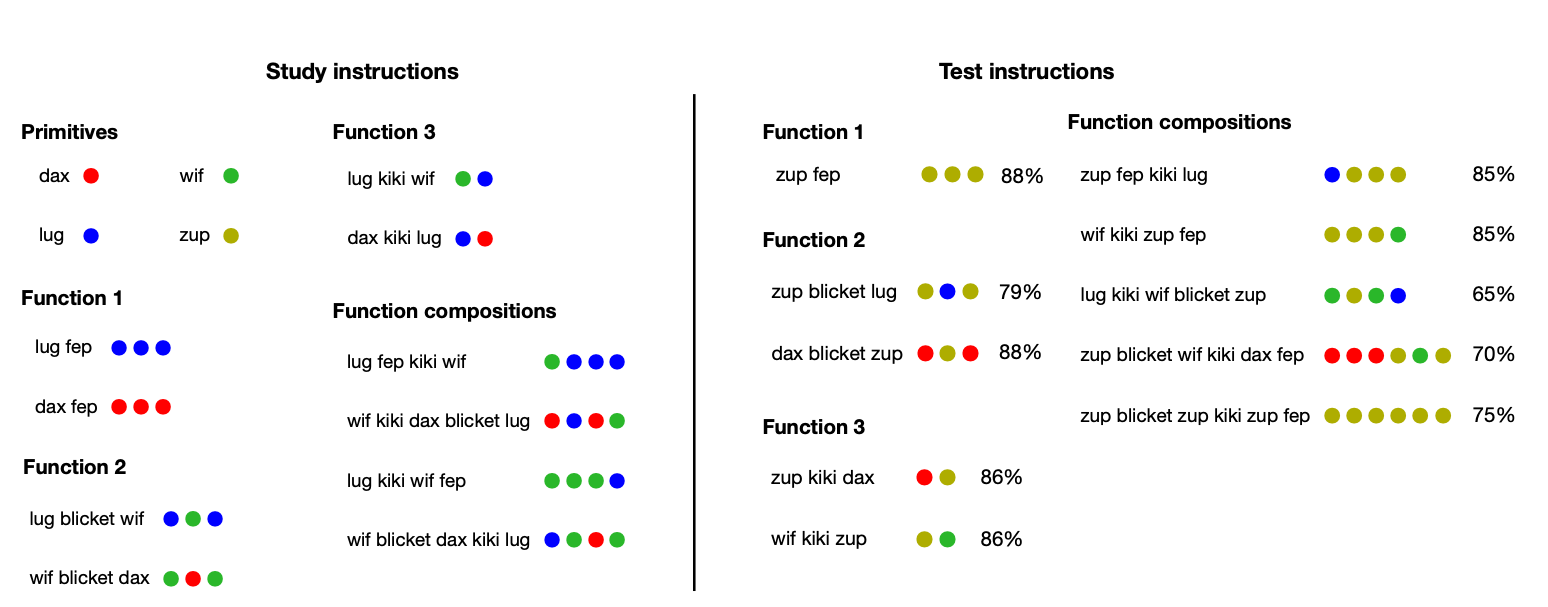 Study instructions
Primitives
dax
wif
lug
zup
Function 1
lug fep
dax fep
Function 2
lug blicket wif
wif blicket dax
Function 3
lug kiki wif
dax kiki lug
Function compositions
lug fep kiki wif
wif kiki dax blicket lug
lug kiki wif fep
wif blicket dax kiki lug
Test instructions
Function 1
zup fep 88%
Function 2
zup blicket lug 79%
dax blicket zup 88%
Function 3
zup kiki dax 86%
wif kiki zup 86%
Function compositions
zup fep kiki lug 85%
wif kiki zup fep 85%
lug kiki wif blicket zup 65%
zup blicket wif kiki dax fep 70%
zup blicket zup kiki zup fep 75%